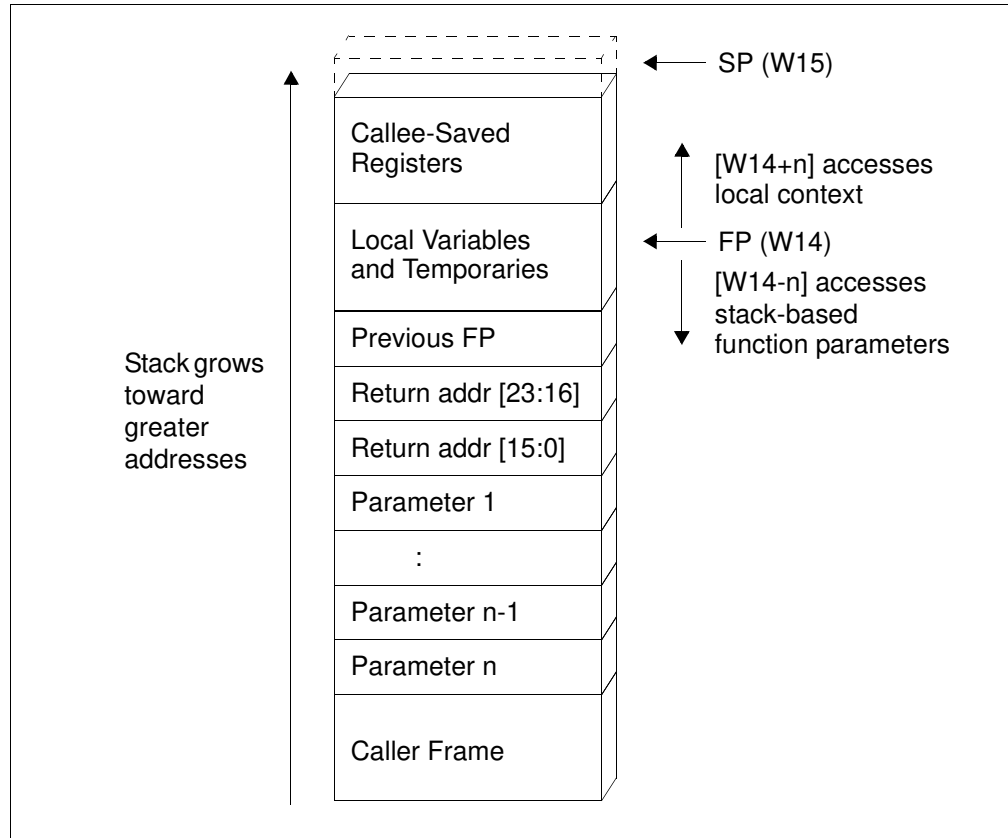 SP (W15)
Callee-Saved
Registers
[W14+n] accesses
local context
Local Variables
and Temporaries
FP (W14)
[W14-n] accesses
stack-based
function parameters
Previous FP
Stack grows
toward
greater
addresses
Return addr [23:16]
Return addr [15:0]
Parameter 1
:
Parameter n-1
Parameter n
Caller Frame